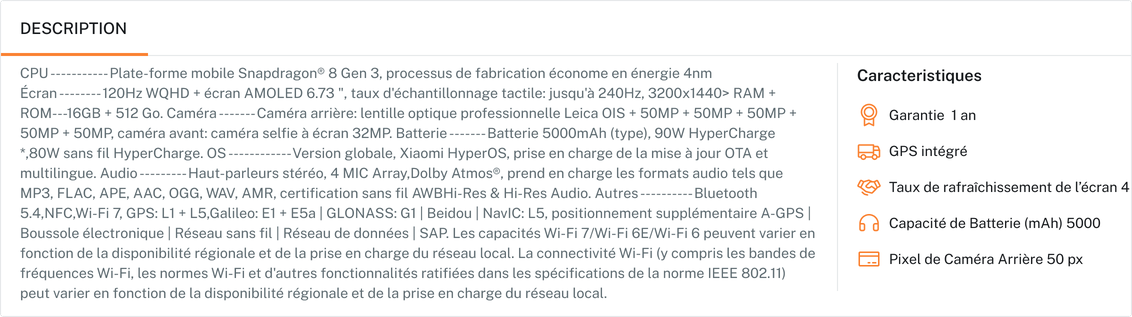 DESCRIPTION
CPU-----------Plate-forme mobile Snapdragon® 8 Gen 3, processus de fabrication économe en énergie 4nm
Écran--------120Hz WQHD + écran AMOLED 6.73 ", taux d'échantillonnage tactile: jusqu'à 240Hz, 3200x1440> RAM +
ROM---16GB + 512 Go. Caméra-------Caméra arrière: lentille optique professionnelle Leica OIS + 50MP + 50MP + 50MP +
50MP + 50MP, caméra avant: caméra selfie à écran 32MP. Batterie-------Batterie 5000mAh (type), 90W HyperCharge
*,80W sans fil HyperCharge. OS------------Version globale, Xiaomi HyperOS, prise en charge de la mise à jour OTA et
multilingue. Audio---------Haut-parleurs stéréo, 4 MIC Array,Dolby Atmos®, prend en charge les formats audio tels que
MP3, FLAC, APE, AAC, OGG, WAV, AMR, certification sans fil AWBHi-Res & Hi-Res Audio. Autres----------Bluetooth
5.4,NFC,Wi-Fi 7, GPS: L1 + L5,Galileo: E1 + E5a | GLONASS: G1 | Beidou | NavIC: L5, positionnement supplémentaire A-GPS |
Boussole électronique | Réseau sans fil | Réseau de données | SAP. Les capacités Wi-Fi 7/Wi-Fi 6E/Wi-Fi 6 peuvent varier en
fonction de la disponibilité régionale et de la prise en charge du réseau local. La connectivité Wi-Fi (y compris les bandes de
fréquences Wi-Fi, les normes Wi-Fi et d'autres fonctionnalités ratifiées dans les spécifications de la norme IEEE 802.11)
peut varier en fonction de la disponibilité régionale et de la prise en charge du réseau local.
Caracteristiques
Garantie 1 an
GPS intégré
Taux de rafraîchissement de l'écran 4
Capacité de Batterie (mAh) 5000
Pixel de Caméra Arrière 50 px